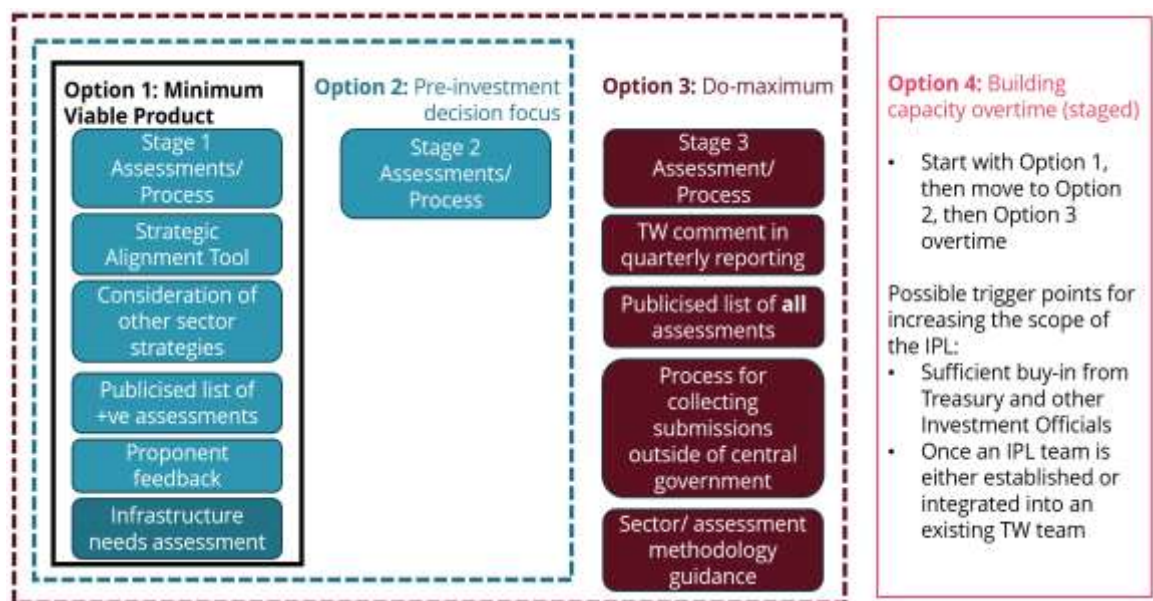 Option 1: Minimum
Viable Product
Stage 1
Assessments/
Process
Strategic
Alignment Tool
Consideration of
other sector
strategies
Publicised list of
+ve assessments
Proponent
feedback
Infrastructure
needs assessment
Option 2: Pre-investment
decision focus
Stage 2
Assessments/
Process
Option 3: Do-maximum
Stage 3
Assessment/
Process
TW comment in
quarterly reporting
Publicised list of all
assessments
Process for
collecting
submissions
outside of central
government
Sector/ assessment
methodology
guidance
Option 4: Building
capacity overtime (staged)
• Start with Option 1,
then move to Option
2, then Option 3
overtime
Possible trigger points for
increasing the scope of
the IPL:
• Sufficient buy-in from
Treasury and other
Investment Officials
• Once an IPL team is
either established or
integrated into an
existing TW team